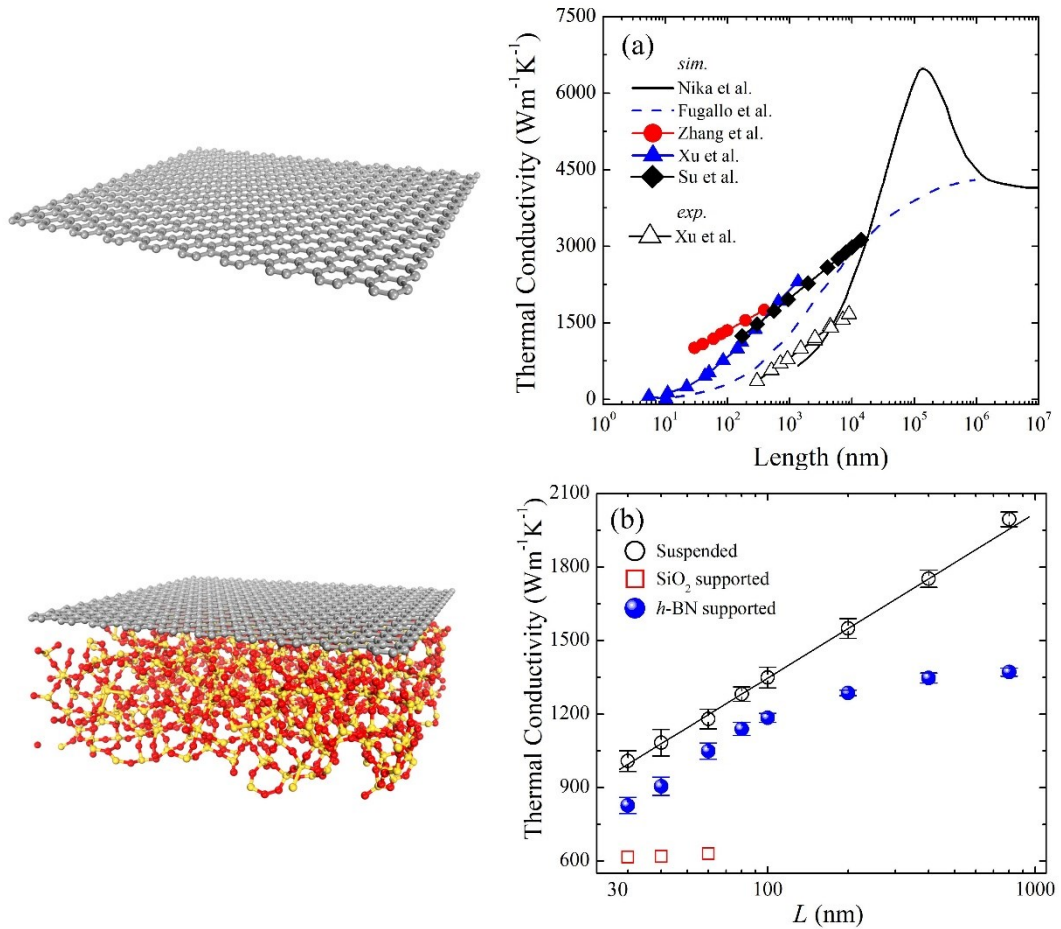 (a)
sim.
Nika et al.
Fugallo et al.
Zhang et al.
Xu et al.
Su et al.
exp.
Xu et al.
7500
6000
4500
3000
1500
0
Thermal Conductivity (Wm⁻¹K⁻¹)
10⁰ 10¹ 10² 10³ 10⁴ 10⁵ 10⁶ 10⁷
Length (nm)
(b)
Suspended
SiO₂ supported
h-BN supported
2100
1800
1500
1200
900
600
Thermal Conductivity (Wm⁻¹K⁻¹)
30 100 1000
L (nm)